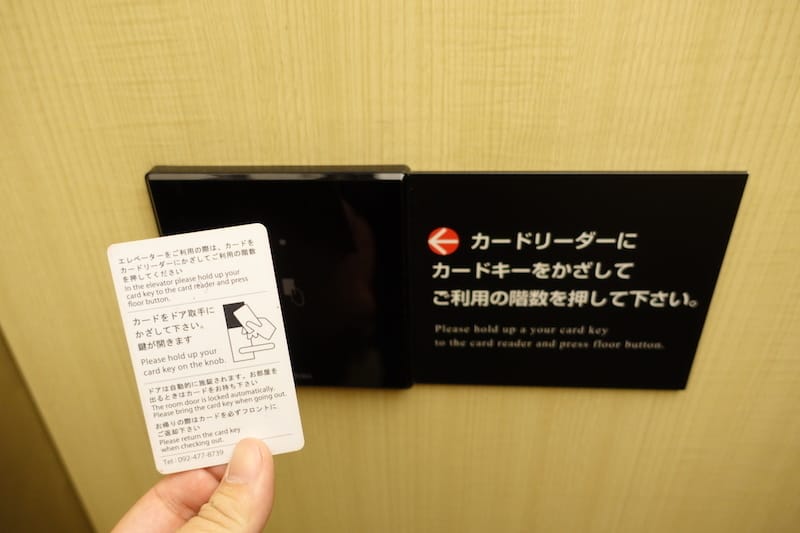 エレベーターをご利用の際は、カードを
カードリーダーにかざしてご利用の階数
を押してください
In the elevator please hold up your
card key to the card reader and press
floor button.
カードをドア取手に
かざして下さい。
鍵が開きます
Please hold up your
card key on the knob.
ドアは自動的に施錠されます。お部屋を
出るときはカードをお持ち下さい
The room door is locked automatically.
Please bring the card key when going out.
お帰りの際はカードを必ずフロントに
ご返却下さい
Please return the card key
when checking out.
Tel : 092-477-8739
カードリーダーに
カードキーをかざして
ご利用の階数を押して下さい。
Please hold up a your card key
to the card reader and press floor button.